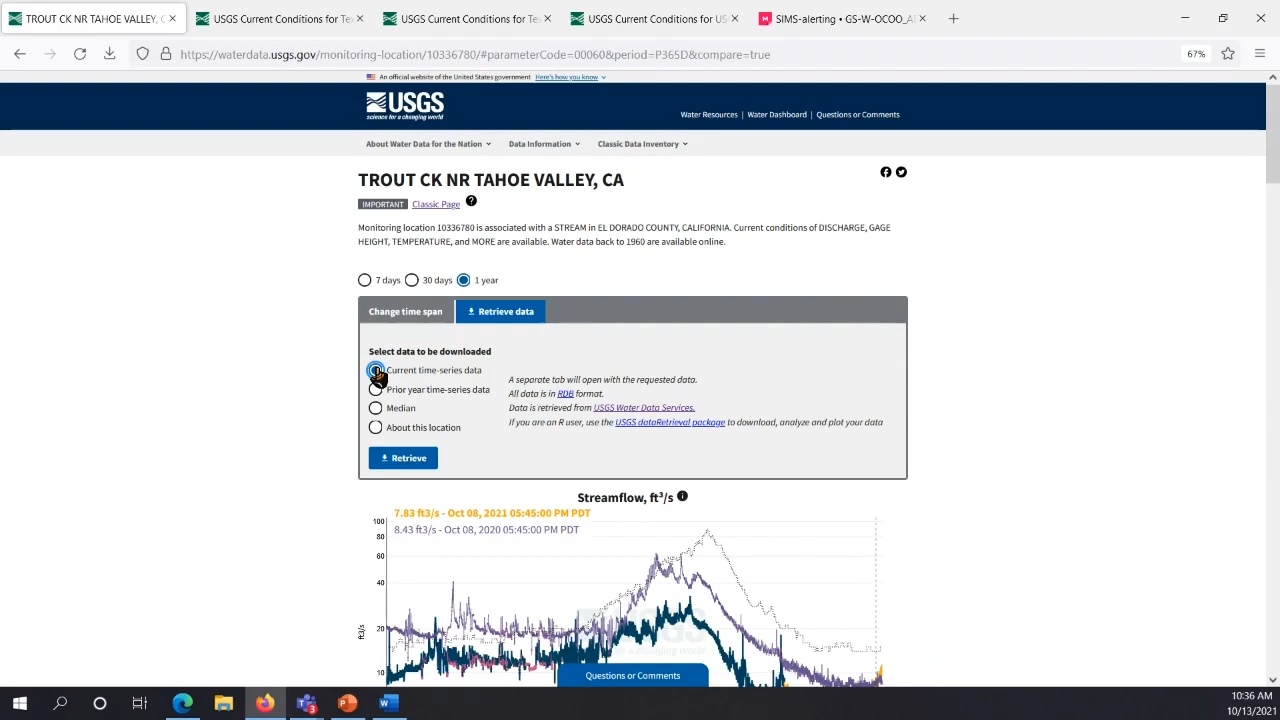 TROUT CK NR TAHOE VALLEY, CA
USGS Current Conditions for Te
USGS Current Conditions for Tex
USGS Current Conditions for US
SIMS-alerting • GS-W-OCOO_AL
https://waterdata.usgs.gov/monitoring-location/10336780/#parameterCode=00060&period=P365D&compare=true
67%
An official website of the United States government Here's how you know
USGS
science for a changing world
Water Resources | Water Dashboard | Questions or Comments
About Water Data for the Nation
Data Information
Classic Data Inventory
TROUT CK NR TAHOE VALLEY, CA
IMPORTANT Classic Page ?
Monitoring location 10336780 is associated with a STREAM in EL DORADO COUNTY, CALIFORNIA. Current conditions of DISCHARGE, GAGE
HEIGHT, TEMPERATURE, and MORE are available. Water data back to 1960 are available online.
7 days 30 days 1 year
Change time span Retrieve data
Select data to be downloaded
Current time-series data
Prior year time-series data
Median
About this location
A separate tab will open with the requested data.
All data is in RDB format.
Data is retrieved from USGS Water Data Services.
If you are an R user, use the USGS dataRetrieval package to download, analyze and plot your data
Retrieve
Streamflow, ft³/s
7.83 ft3/s - Oct 08, 2021 05:45:00 PM PDT
8.43 ft3/s - Oct 08, 2020 05:45:00 PM PDT
100
80
60
40
20
10
ft3/s
Questions or Comments
10:36 AM
10/13/2021